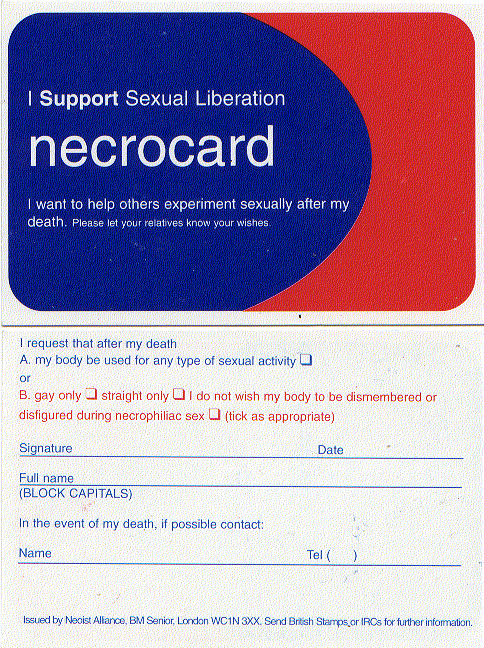 I Support Sexual Liberation
necrocard
I want to help others experiment sexually after my
death. Please let your relatives know your wishes.
I request that after my death
A. my body be used for any type of sexual activity
or
B. gay only straight only I do not wish my body to be dismembered or
disfigured during necrophiliac sex (tick as appropriate)
Signature Date
Full name
(BLOCK CAPITALS)
In the event of my death, if possible contact:
Name Tel ( )
Issued by Neoist Alliance, BM Senior, London WC1N 3XX. Send British Stamps or IRCs for further information.